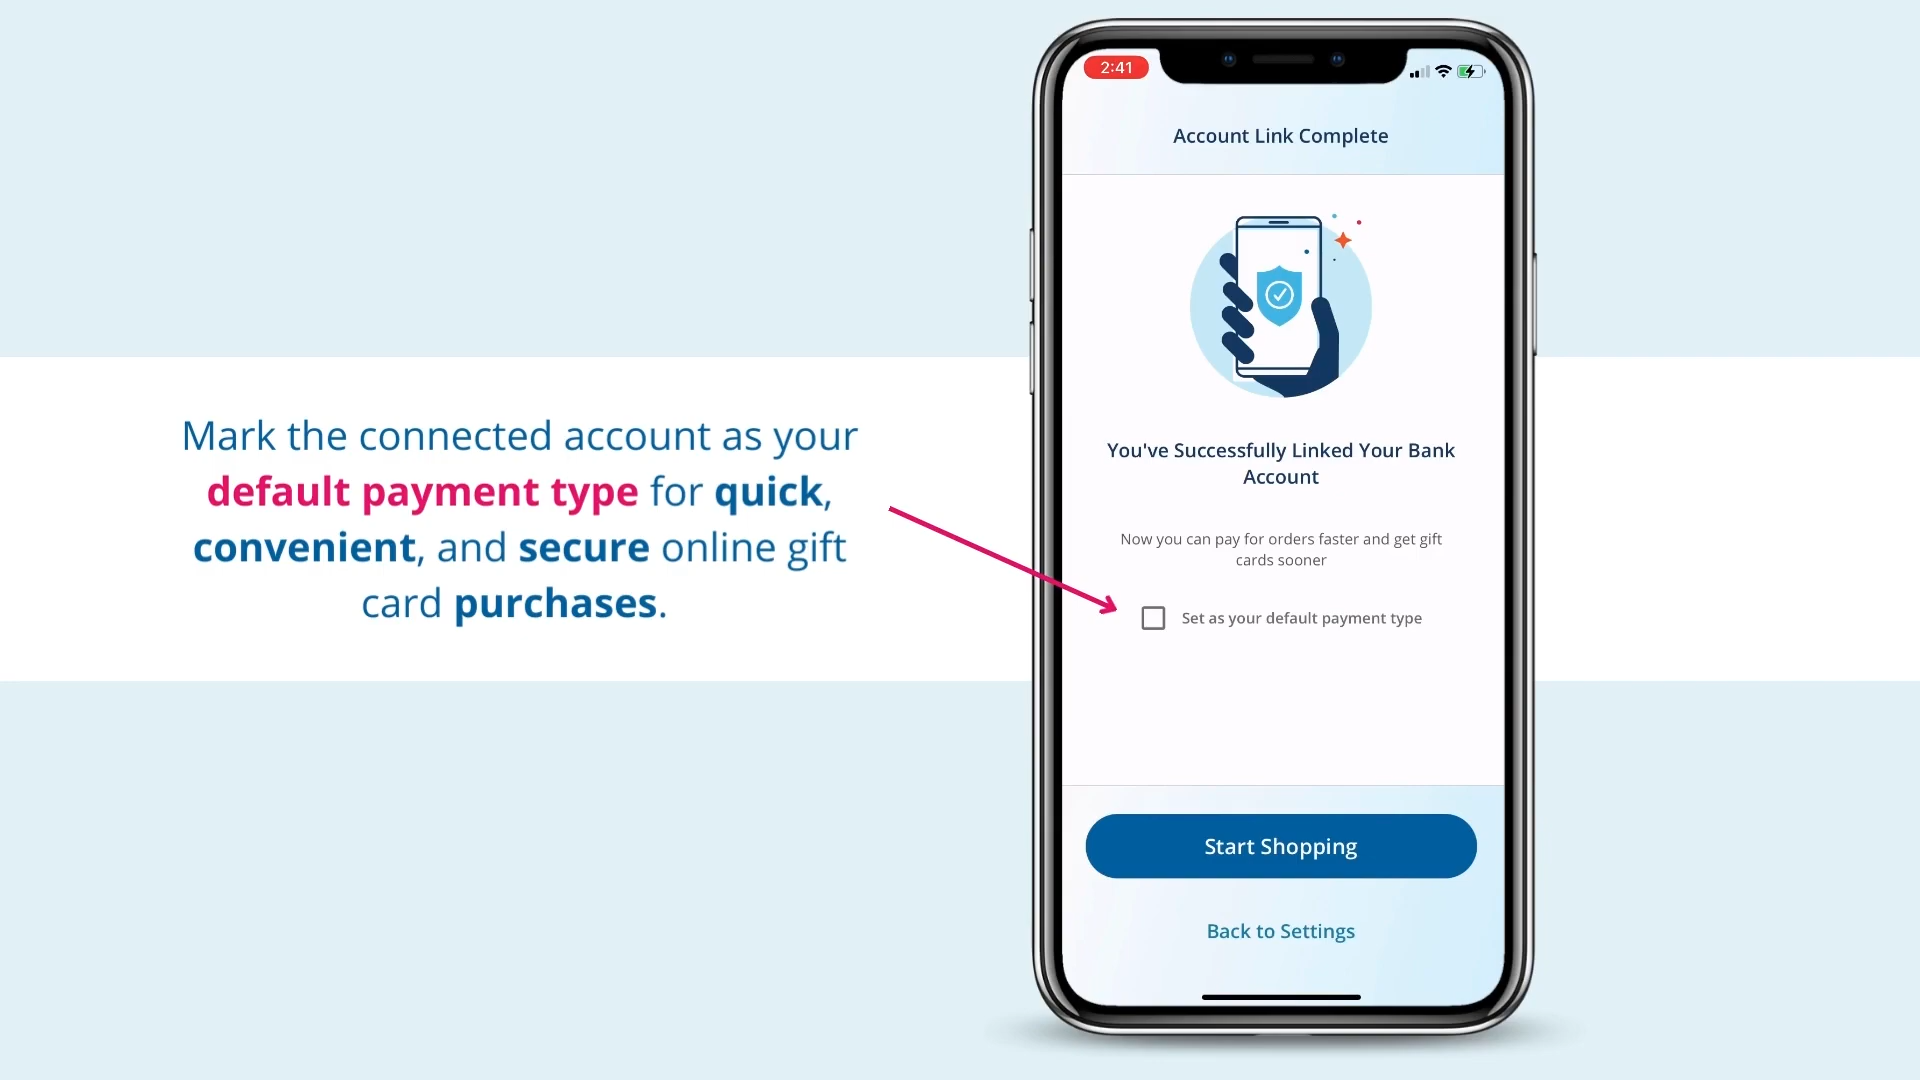 Mark the connected account as your
default payment type for quick,
convenient, and secure online gift
card purchases.
2:41
Account Link Complete
You've Successfully Linked Your Bank
Account
Now you can pay for orders faster and get gift
cards sooner
Set as your default payment type
Start Shopping
Back to Settings